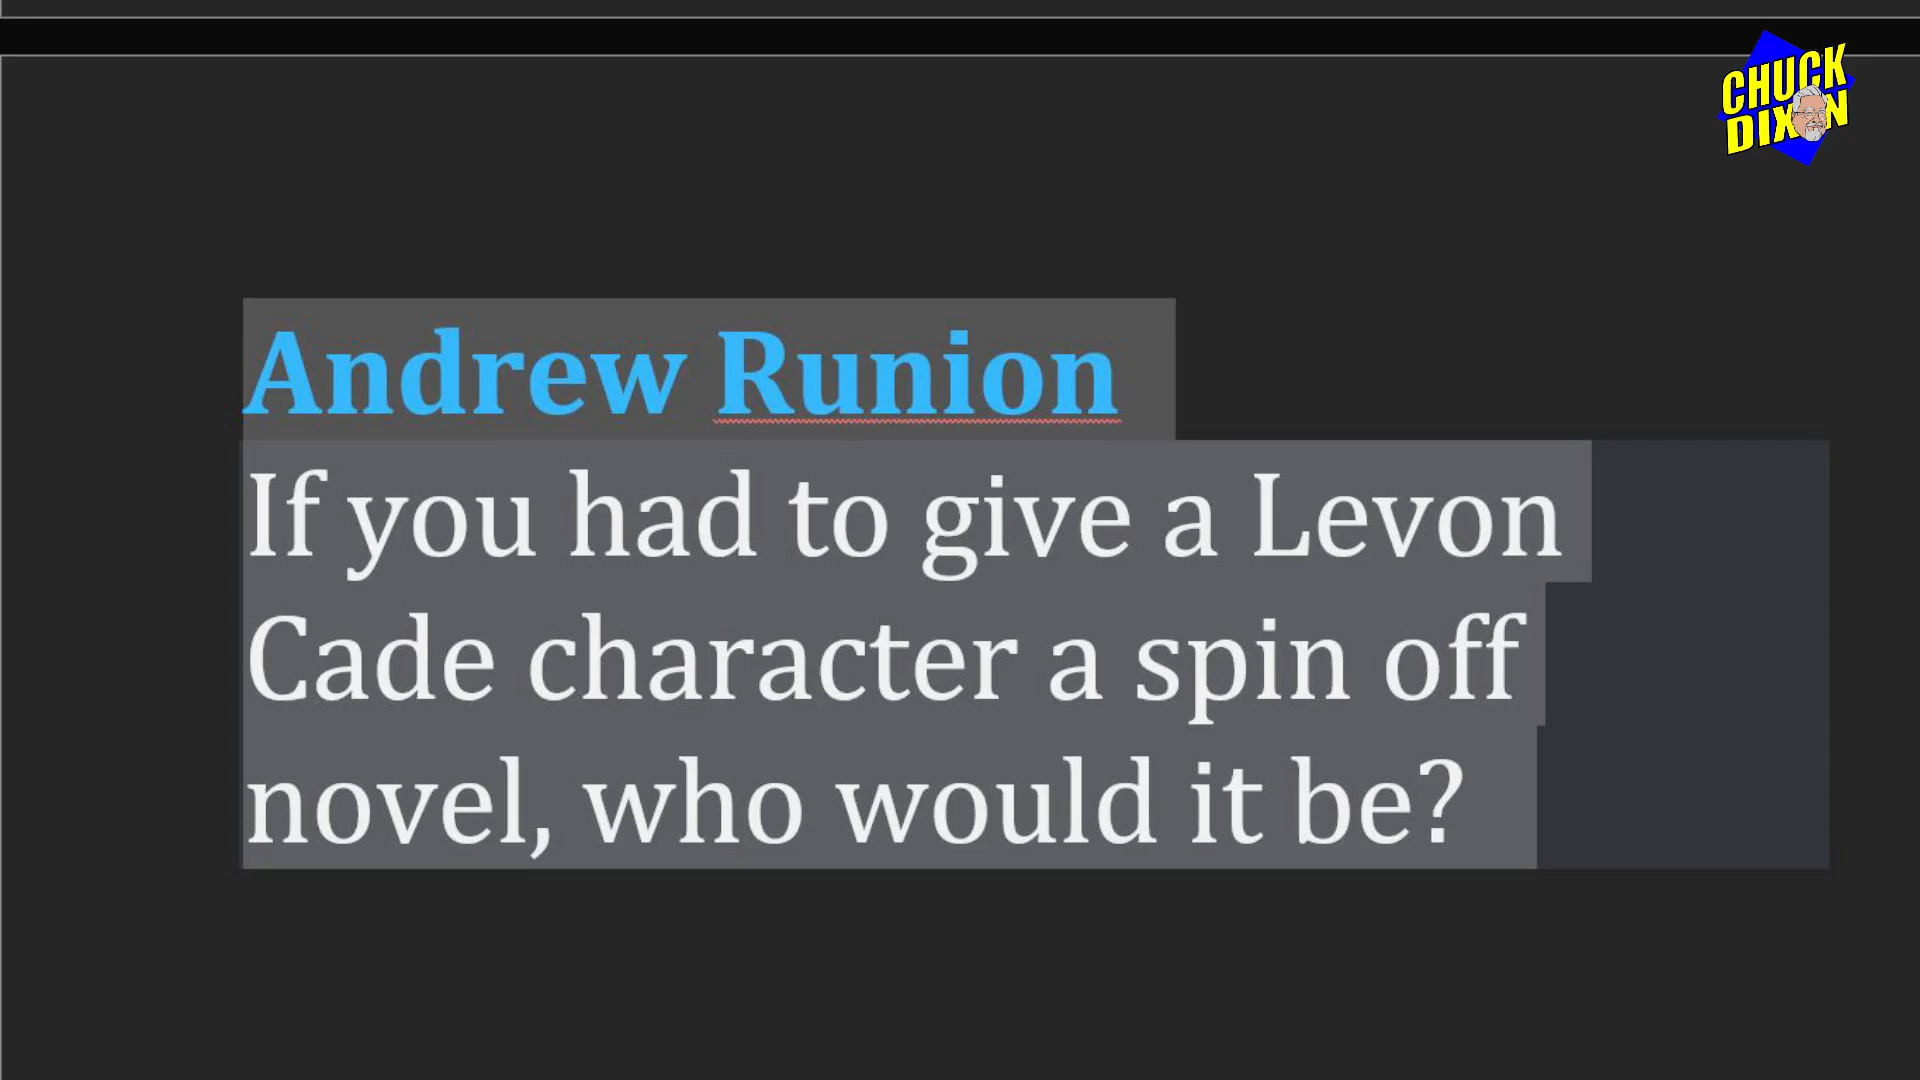 CHUCK
DIXON
Andrew Runion
If you had to give a Levon
Cade character a spin off
novel, who would it be?